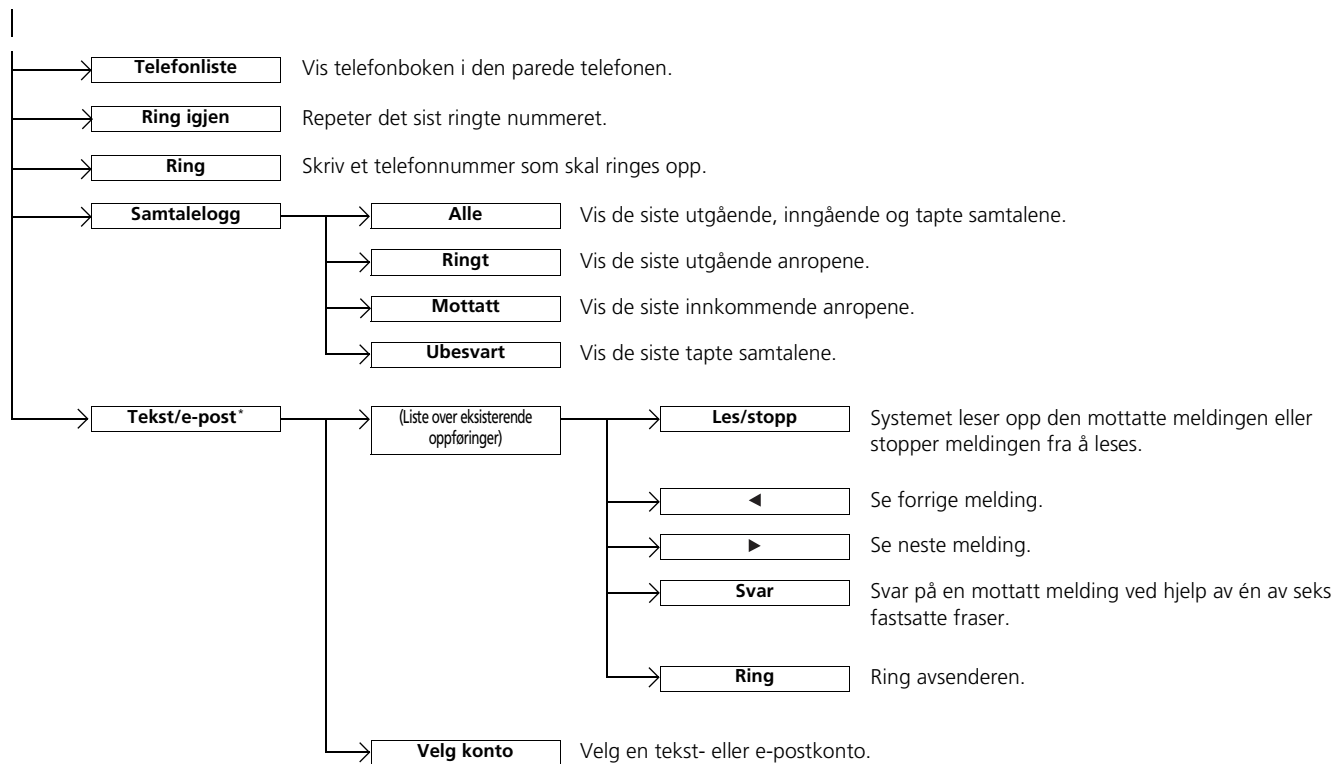 Telefonliste Vis telefonboken i den parede telefonen.
Ring igjen Repeter det sist ringte nummeret.
Ring Skriv et telefonnummer som skal ringes opp.
Samtalelogg Alle Vis de siste utgående, inngående og tapte samtalene.
Ringt Vis de siste utgående anropene.
Mottatt Vis de siste innkommende anropene.
Ubesvart Vis de siste tapte samtalene.
Tekst/e-post*
(Liste over eksisterende
oppføringer)
Les/stopp
Systemet leser opp den mottatte meldingen eller
stopper meldingen fra å leses.
◄ Se forrige melding.
► Se neste melding.
Svar
Svar på en mottatt melding ved hjelp av én av seks
fastsatte fraser.
Ring Ring avsenderen.
Velg konto Velg en tekst- eller e-postkonto.